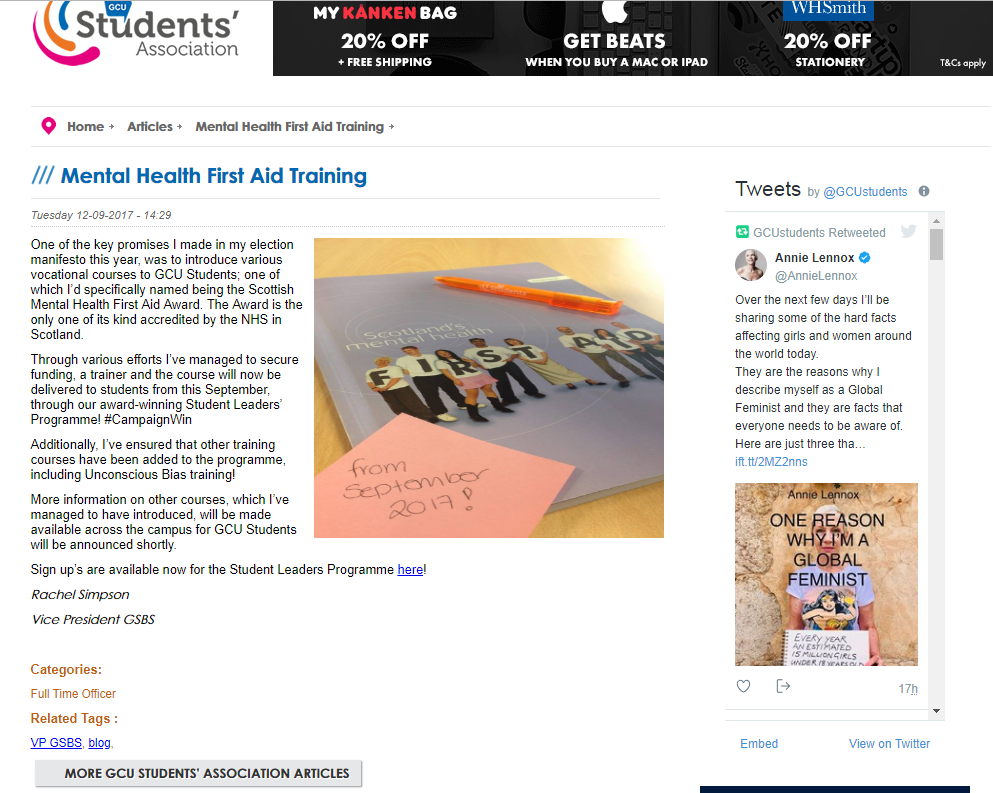 GCU
Students'
Association
MY KÅNKEN BAG
20% OFF
+ FREE SHIPPING
GET BEATS
WHEN YOU BUY A MAC OR IPAD
WHSmith
20% OFF
STATIONERY
T&Cs apply
Home
Articles
Mental Health First Aid Training
/// Mental Health First Aid Training
Tuesday 12-09-2017 - 14:29
One of the key promises I made in my election
manifesto this year, was to introduce various
vocational courses to GCU Students; one of
which I'd specifically named being the Scottish
Mental Health First Aid Award. The Award is the
only one of its kind accredited by the NHS in
Scotland.
Through various efforts I've managed to secure
funding, a trainer and the course will now be
delivered to students from this September,
through our award-winning Student Leaders'
Programme! #CampaignWin
Additionally, I've ensured that other training
courses have been added to the programme,
including Unconscious Bias training!
More information on other courses, which I've
managed to have introduced, will be made
available across the campus for GCU Students
will be announced shortly.
Sign up's are available now for the Student Leaders Programme here!
Rachel Simpson
Vice President GSBS
Scotland's
mental health
FIRST AID
from
September
2017!
Categories:
Full Time Officer
Related Tags :
VP GSBS, blog,
MORE GCU STUDENTS' ASSOCIATION ARTICLES
Tweets by @GCUstudents
GCUstudents Retweeted
Annie Lennox
@AnnieLennox
Over the next few days I'll be
sharing some of the hard facts
affecting girls and women around
the world today.
They are the reasons why I
describe myself as a Global
Feminist and they are facts that
everyone needs to be aware of.
Here are just three tha…
ift.tt/2MZ2nns
Annie Lennox
ONE REASON
WHY I'M A
GLOBAL
FEMINIST
EVERY YEAR
AN ESTIMATED
15 MILLION GIRLS
UNDER 18 YEARS OLD
17h
Embed
View on Twitter